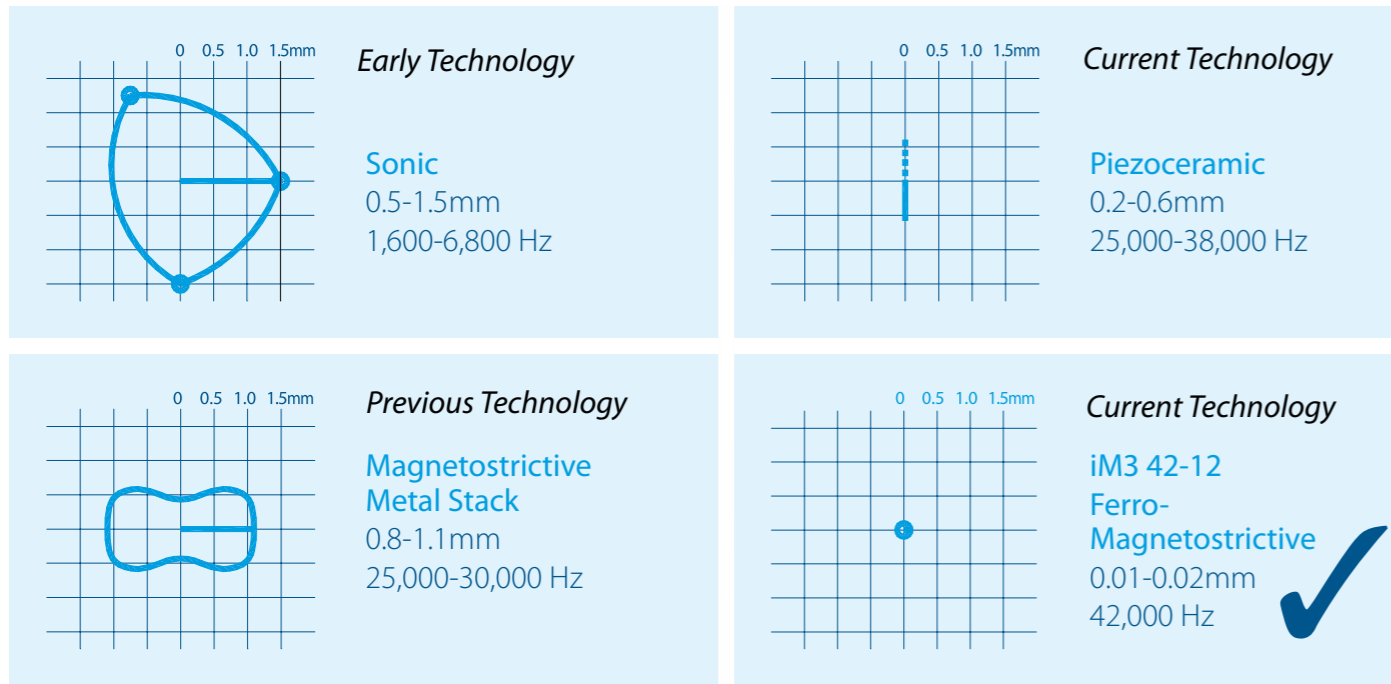 0 0.5 1.0 1.5mm
Early Technology
Sonic
0.5-1.5mm
1,600-6,800 Hz
0 0.5 1.0 1.5mm
Current Technology
Piezoceramic
0.2-0.6mm
25,000-38,000 Hz
0 0.5 1.0 1.5mm
Previous Technology
Magnetostrictive
Metal Stack
0.8-1.1mm
25,000-30,000 Hz
0 0.5 1.0 1.5mm
Current Technology
iM3 42-12
Ferro-
Magnetostrictive
0.01-0.02mm
42,000 Hz